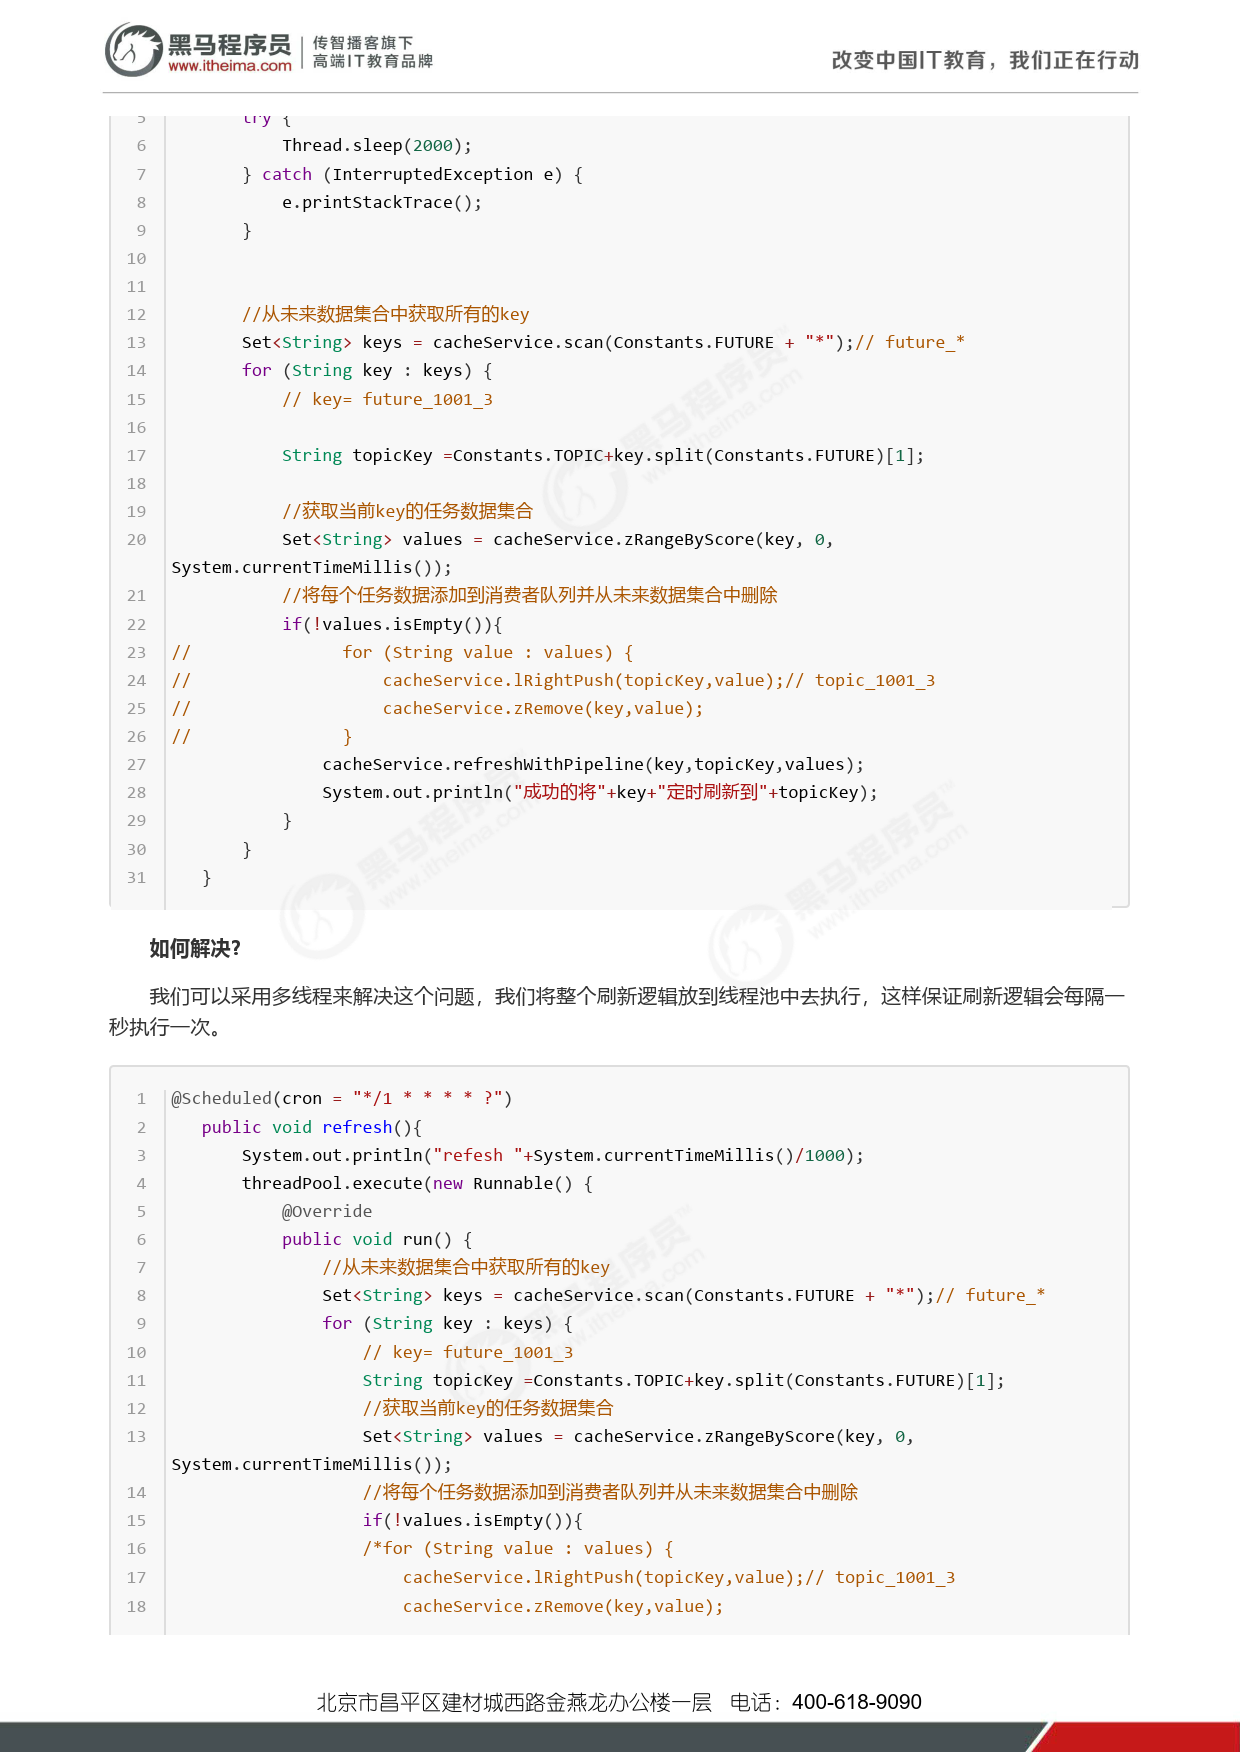 黑马程序员
www.itheima.com
传智播客旗下
高端IT教育品牌
改变中国IT教育，我们正在行动
5 try {
6 Thread.sleep(2000);
7 } catch (InterruptedException e) {
8 e.printStackTrace();
9 }
10
11
12 //从未来数据集合中获取所有的key
13 Set<String> keys = cacheService.scan(Constants.FUTURE + "*");// future_*
14 for (String key : keys) {
15 // key= future_1001_3
16
17 String topicKey =Constants.TOPIC+key.split(Constants.FUTURE)[1];
18
19 //获取当前key的任务数据集合
20 Set<String> values = cacheService.zRangeByScore(key, 0,
System.currentTimeMillis());
21 //将每个任务数据添加到消费者队列并从未来数据集合中删除
22 if(!values.isEmpty()){
23 // for (String value : values) {
24 // cacheService.lRightPush(topicKey,value);// topic_1001_3
25 // cacheService.zRemove(key,value);
26 // }
27 cacheService.refreshWithPipeline(key,topicKey,values);
28 System.out.println("成功的将"+key+"定时刷新到"+topicKey);
29 }
30 }
31 }
如何解决?
我们可以采用多线程来解决这个问题，我们将整个刷新逻辑放到线程池中去执行，这样保证刷新逻辑会每隔一
秒执行一次。
1 @Scheduled(cron = "*/1 * * * * ?")
2 public void refresh(){
3 System.out.println("refesh "+System.currentTimeMillis()/1000);
4 threadPool.execute(new Runnable() {
5 @Override
6 public void run() {
7 //从未来数据集合中获取所有的key
8 Set<String> keys = cacheService.scan(Constants.FUTURE + "*");// future_*
9 for (String key : keys) {
10 // key= future_1001_3
11 String topicKey =Constants.TOPIC+key.split(Constants.FUTURE)[1];
12 //获取当前key的任务数据集合
13 Set<String> values = cacheService.zRangeByScore(key, 0,
System.currentTimeMillis());
14 //将每个任务数据添加到消费者队列并从未来数据集合中删除
15 if(!values.isEmpty()){
16 /*for (String value : values) {
17 cacheService.lRightPush(topicKey,value);// topic_1001_3
18 cacheService.zRemove(key,value);
北京市昌平区建材城西路金燕龙办公楼一层 电话：400-618-9090